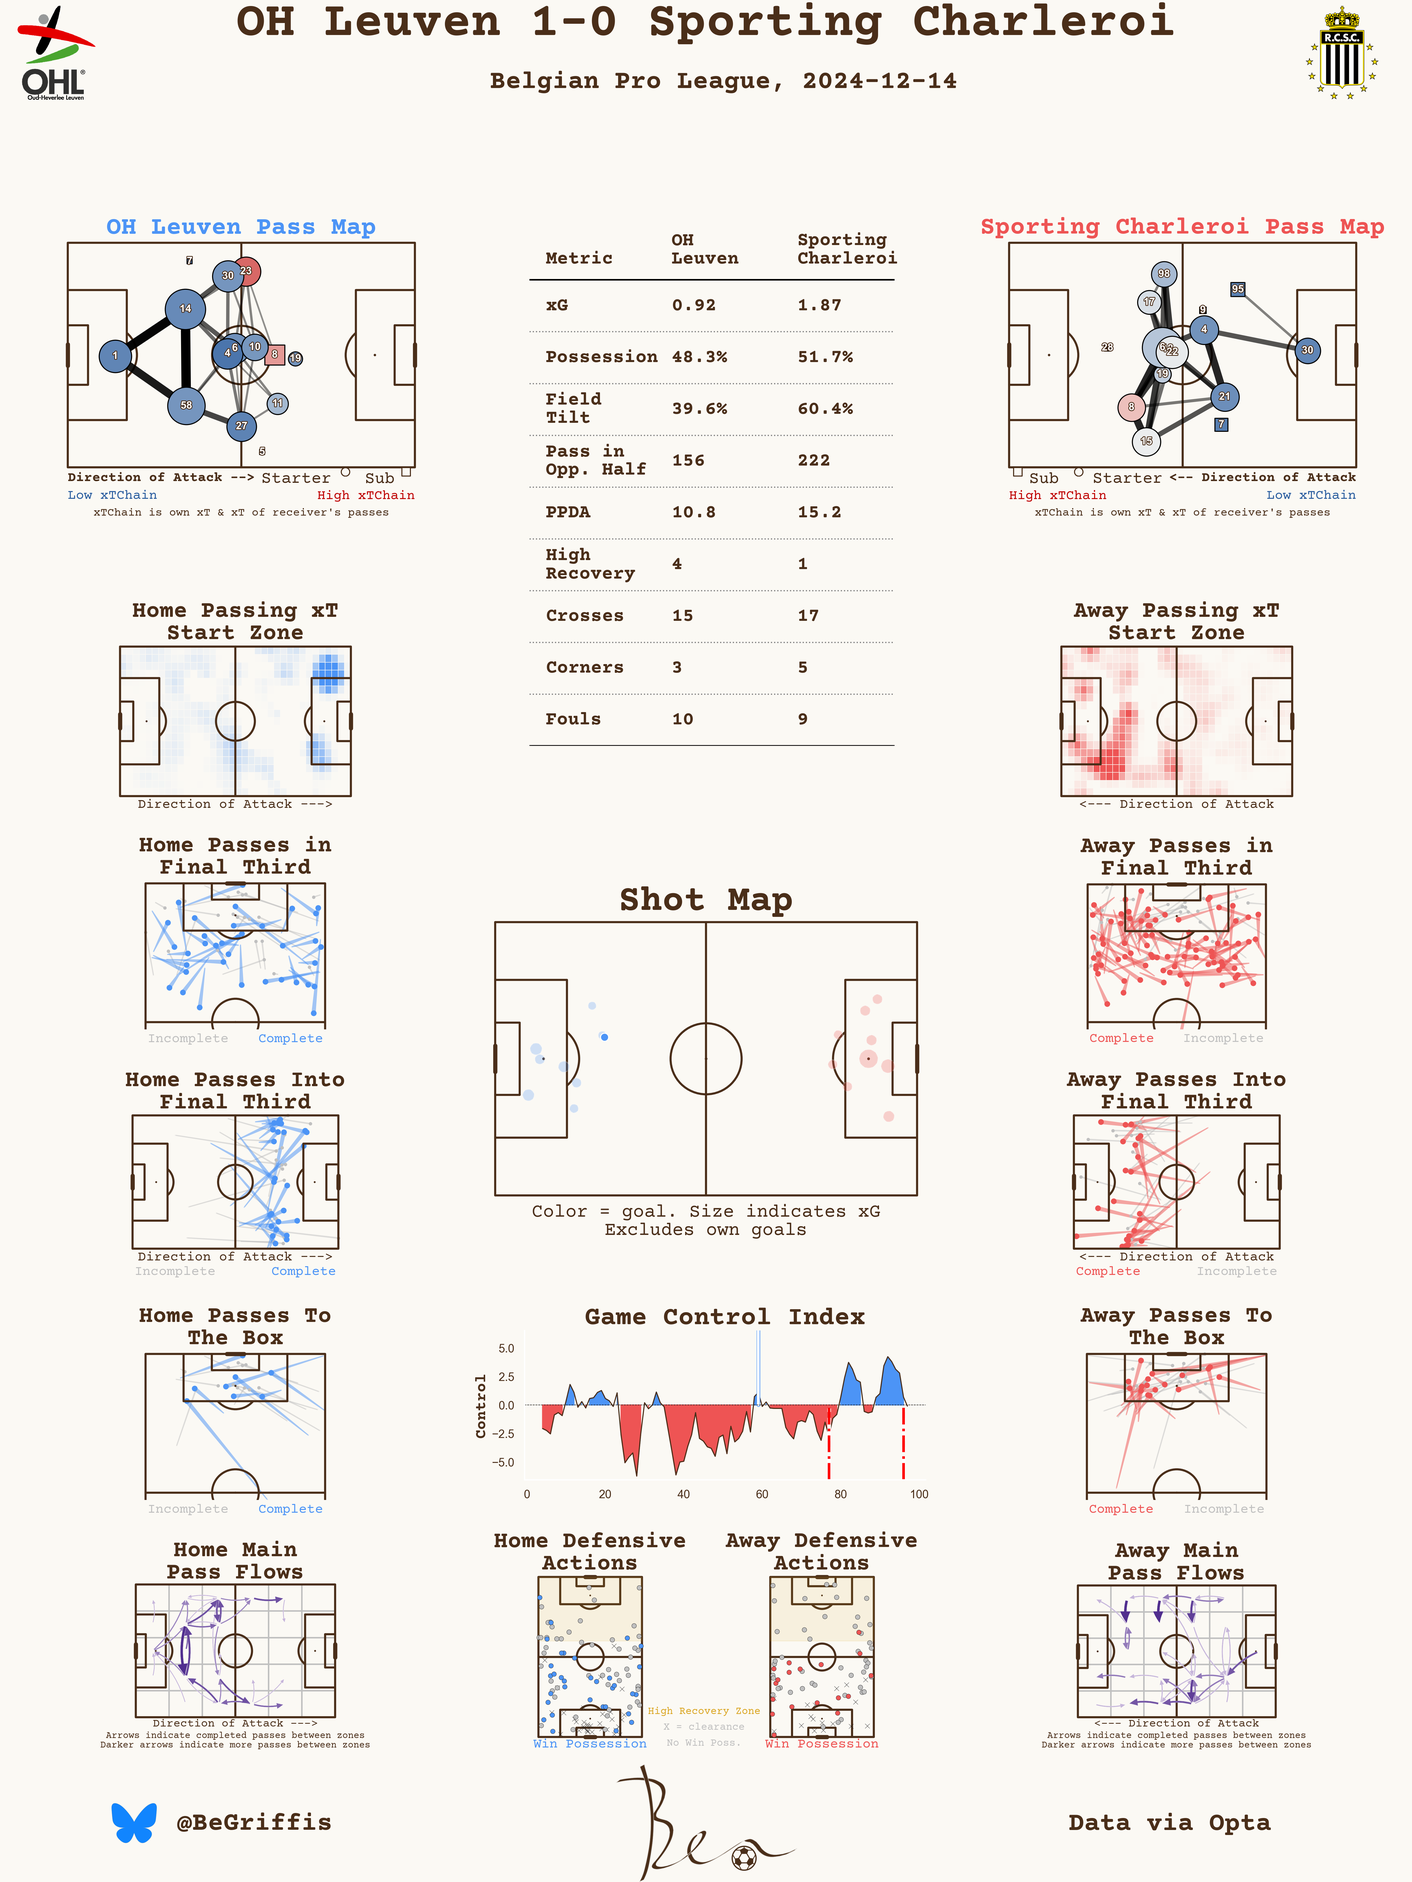 OH Leuven 1-0 Sporting Charleroi
Belgian Pro League, 2024-12-14
OHL®
Oud-Heverlee Leuven
R.C.S.C.
OH Leuven Pass Map
7
30
23
14
1
4
6
10
8
19
58
11
27
5
Direction of Attack --> Starter Sub
Low xTChain High xTChain
xTChain is own xT & xT of receiver's passes
Metric OH Leuven Sporting Charleroi
xG 0.92 1.87
Possession 48.3% 51.7%
Field Tilt 39.6% 60.4%
Pass in Opp. Half 156 222
PPDA 10.8 15.2
High Recovery 4 1
Crosses 15 17
Corners 3 5
Fouls 10 9
Sporting Charleroi Pass Map
98
17
95
9
4
28
22
30
19
8
21
7
15
Sub Starter <-- Direction of Attack
High xTChain Low xTChain
xTChain is own xT & xT of receiver's passes
Home Passing xT
Start Zone
Direction of Attack --->
Away Passing xT
Start Zone
<--- Direction of Attack
Home Passes in
Final Third
Incomplete Complete
Away Passes in
Final Third
Complete Incomplete
Shot Map
Color = goal. Size indicates xG
Excludes own goals
Home Passes Into
Final Third
Direction of Attack --->
Incomplete Complete
Away Passes Into
Final Third
<--- Direction of Attack
Complete Incomplete
Home Passes To
The Box
Incomplete Complete
Game Control Index
Control
5.0
2.5
0.0
−2.5
−5.0
0 20 40 60 80 100
Away Passes To
The Box
Complete Incomplete
Home Main
Pass Flows
Direction of Attack --->
Arrows indicate completed passes between zones
Darker arrows indicate more passes between zones
Home Defensive
Actions
Win Possession
Away Defensive
Actions
Win Possession
High Recovery Zone
X = clearance
No Win Poss.
Away Main
Pass Flows
<--- Direction of Attack
Arrows indicate completed passes between zones
Darker arrows indicate more passes between zones
@BeGriffis
Ben
Data via Opta